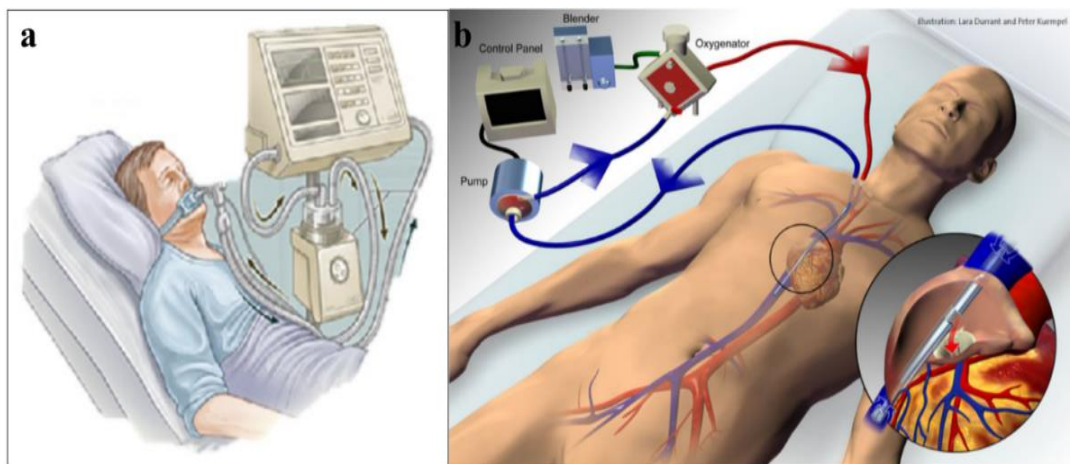 a
b
Blender
Control Panel
Oxygenator
Pump
Illustration: Lara Durrant and Peter Kuempel